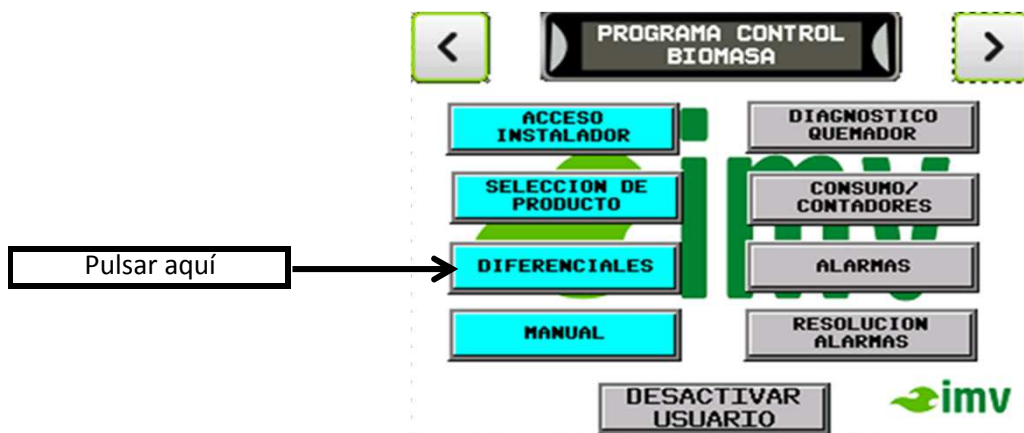 <
PROGRAMA CONTROL
BIOMASA
>
ACCESO
INSTALADOR
DIAGNOSTICO
QUEMADOR
SELECCION DE
PRODUCTO
CONSUMO/
CONTADORES
Pulsar aquí
DIFERENCIALES
ALARMAS
MANUAL
RESOLUCION
ALARMAS
DESACTIVAR
USUARIO
imv
imv